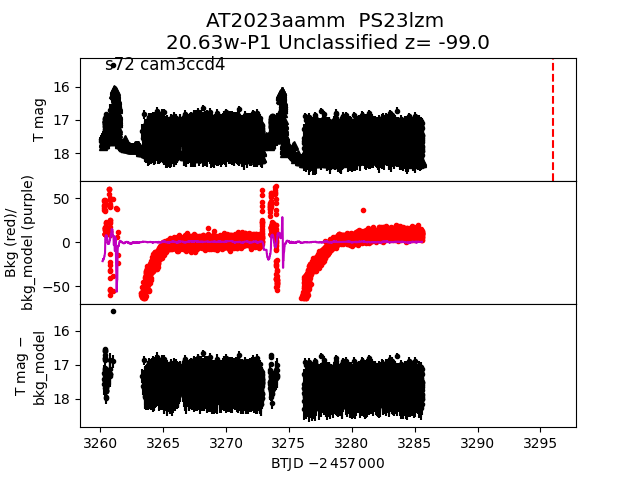 AT2023aamm PS23lzm
20.63w-P1 Unclassified z= -99.0
s72 cam3ccd4
T mag
16
17
18
Bkg (red)/
bkg_model (purple)
50
0
−50
T mag −
bkg_model
16
17
18
3260 3265 3270 3275 3280 3285 3290 3295
BTJD −2 457 000